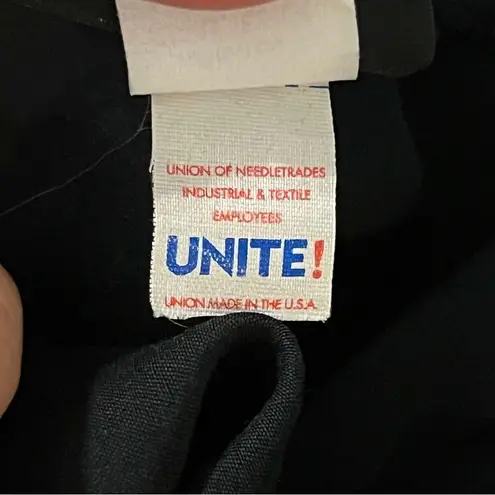 UNION OF NEEDLETRADES
INDUSTRIAL & TEXTILE
EMPLOYEES
UNITE!
UNION MADE IN THE U.S.A.